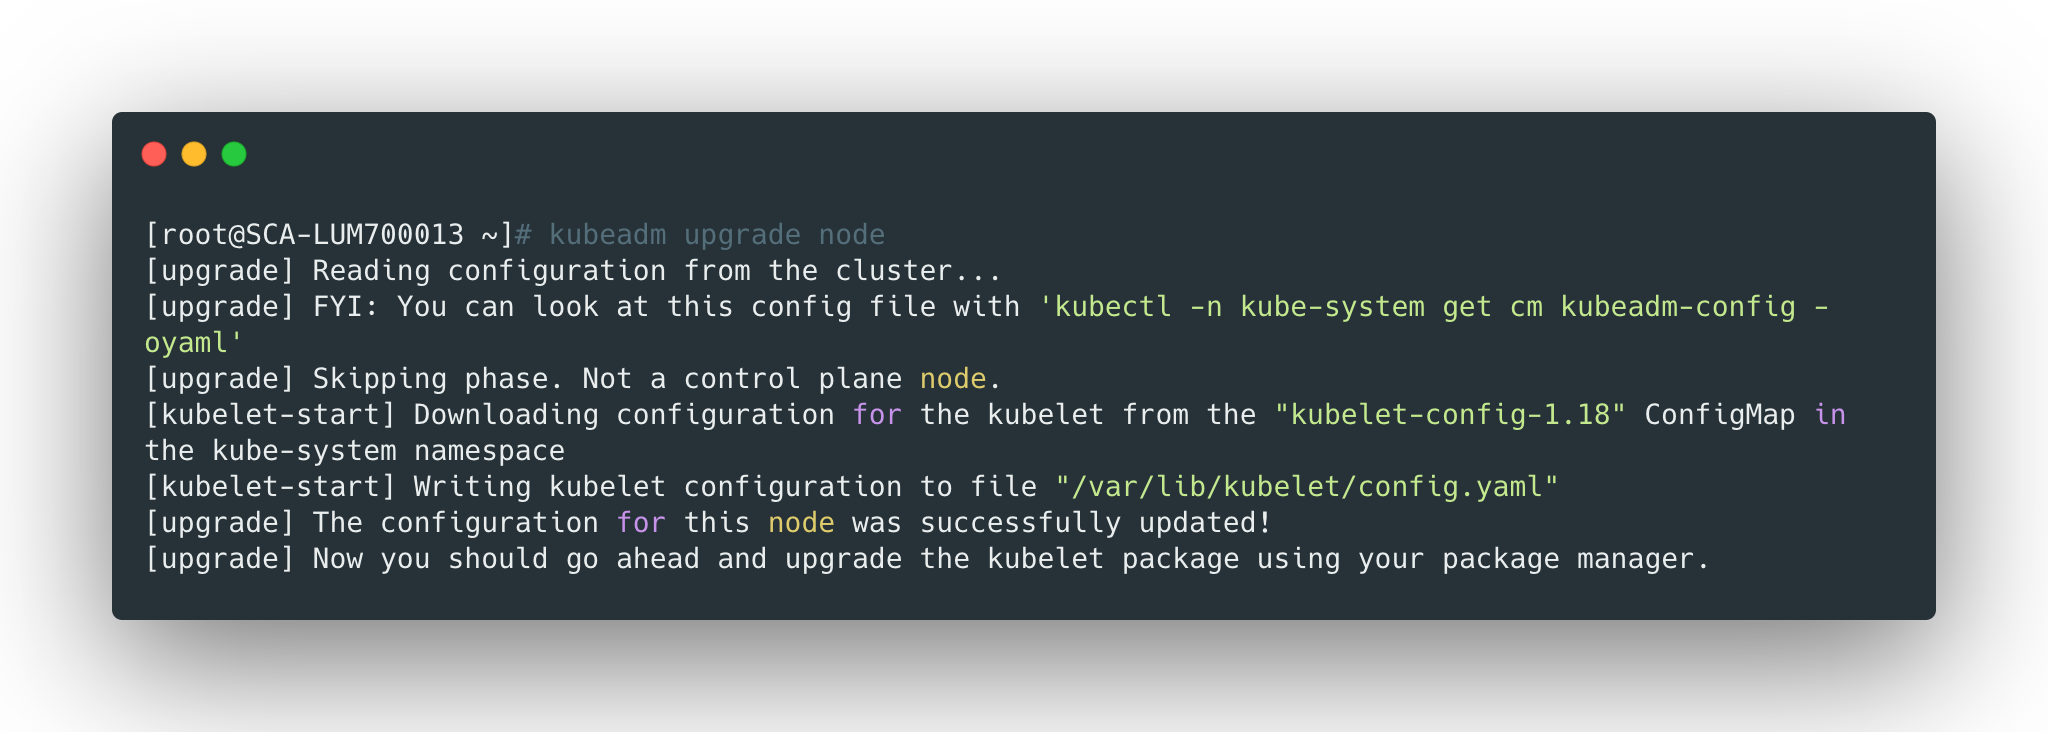 [root@SCA-LUM700013 ~]# kubeadm upgrade node
[upgrade] Reading configuration from the cluster...
[upgrade] FYI: You can look at this config file with 'kubectl -n kube-system get cm kubeadm-config -
oyaml'
[upgrade] Skipping phase. Not a control plane node.
[kubelet-start] Downloading configuration for the kubelet from the "kubelet-config-1.18" ConfigMap in
the kube-system namespace
[kubelet-start] Writing kubelet configuration to file "/var/lib/kubelet/config.yaml"
[upgrade] The configuration for this node was successfully updated!
[upgrade] Now you should go ahead and upgrade the kubelet package using your package manager.